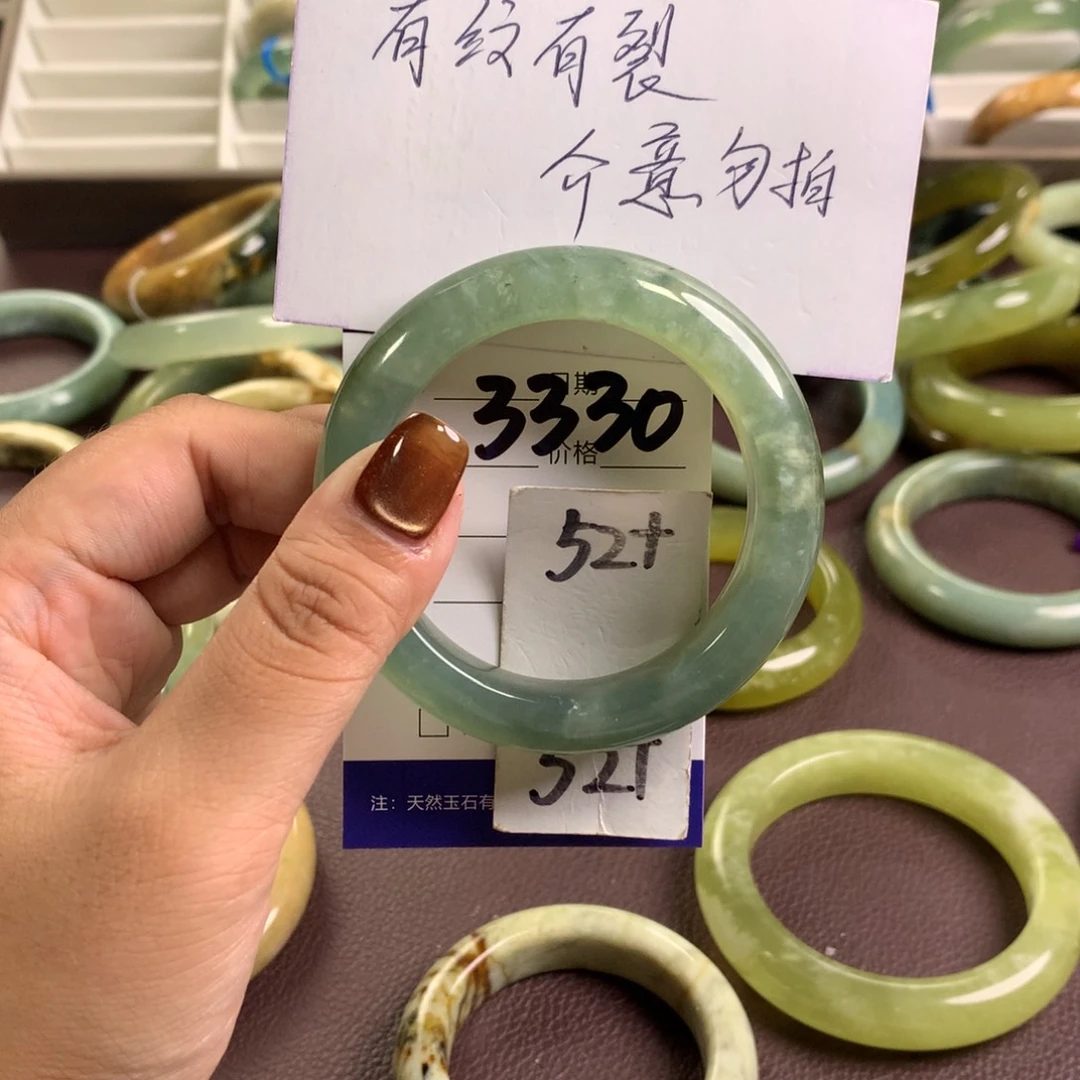 有纹有裂
介意勿拍
日期
3330
价格
52+
52+
注：天然玉石有